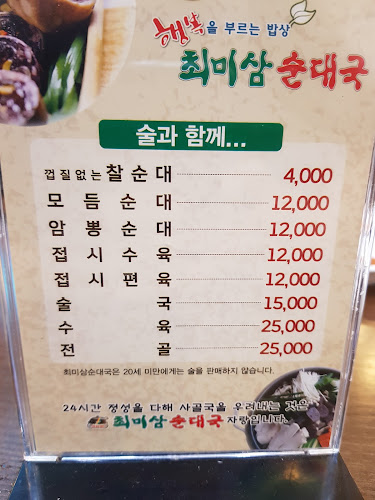 행복을 부르는 밥상
최미삼순대국
술과 함께...
껍질없는찰순대 4,000
모듬순대 12,000
암뽕순대 12,000
접시수육 12,000
접시편육 12,000
술국 15,000
수육 25,000
전골 25,000
최미삼순대국은 20세 미만에게는 술을 판매하지 않습니다.
24시간 정성을 다해 사골국을 우려내는 것은
최미삼순대국 자랑입니다.